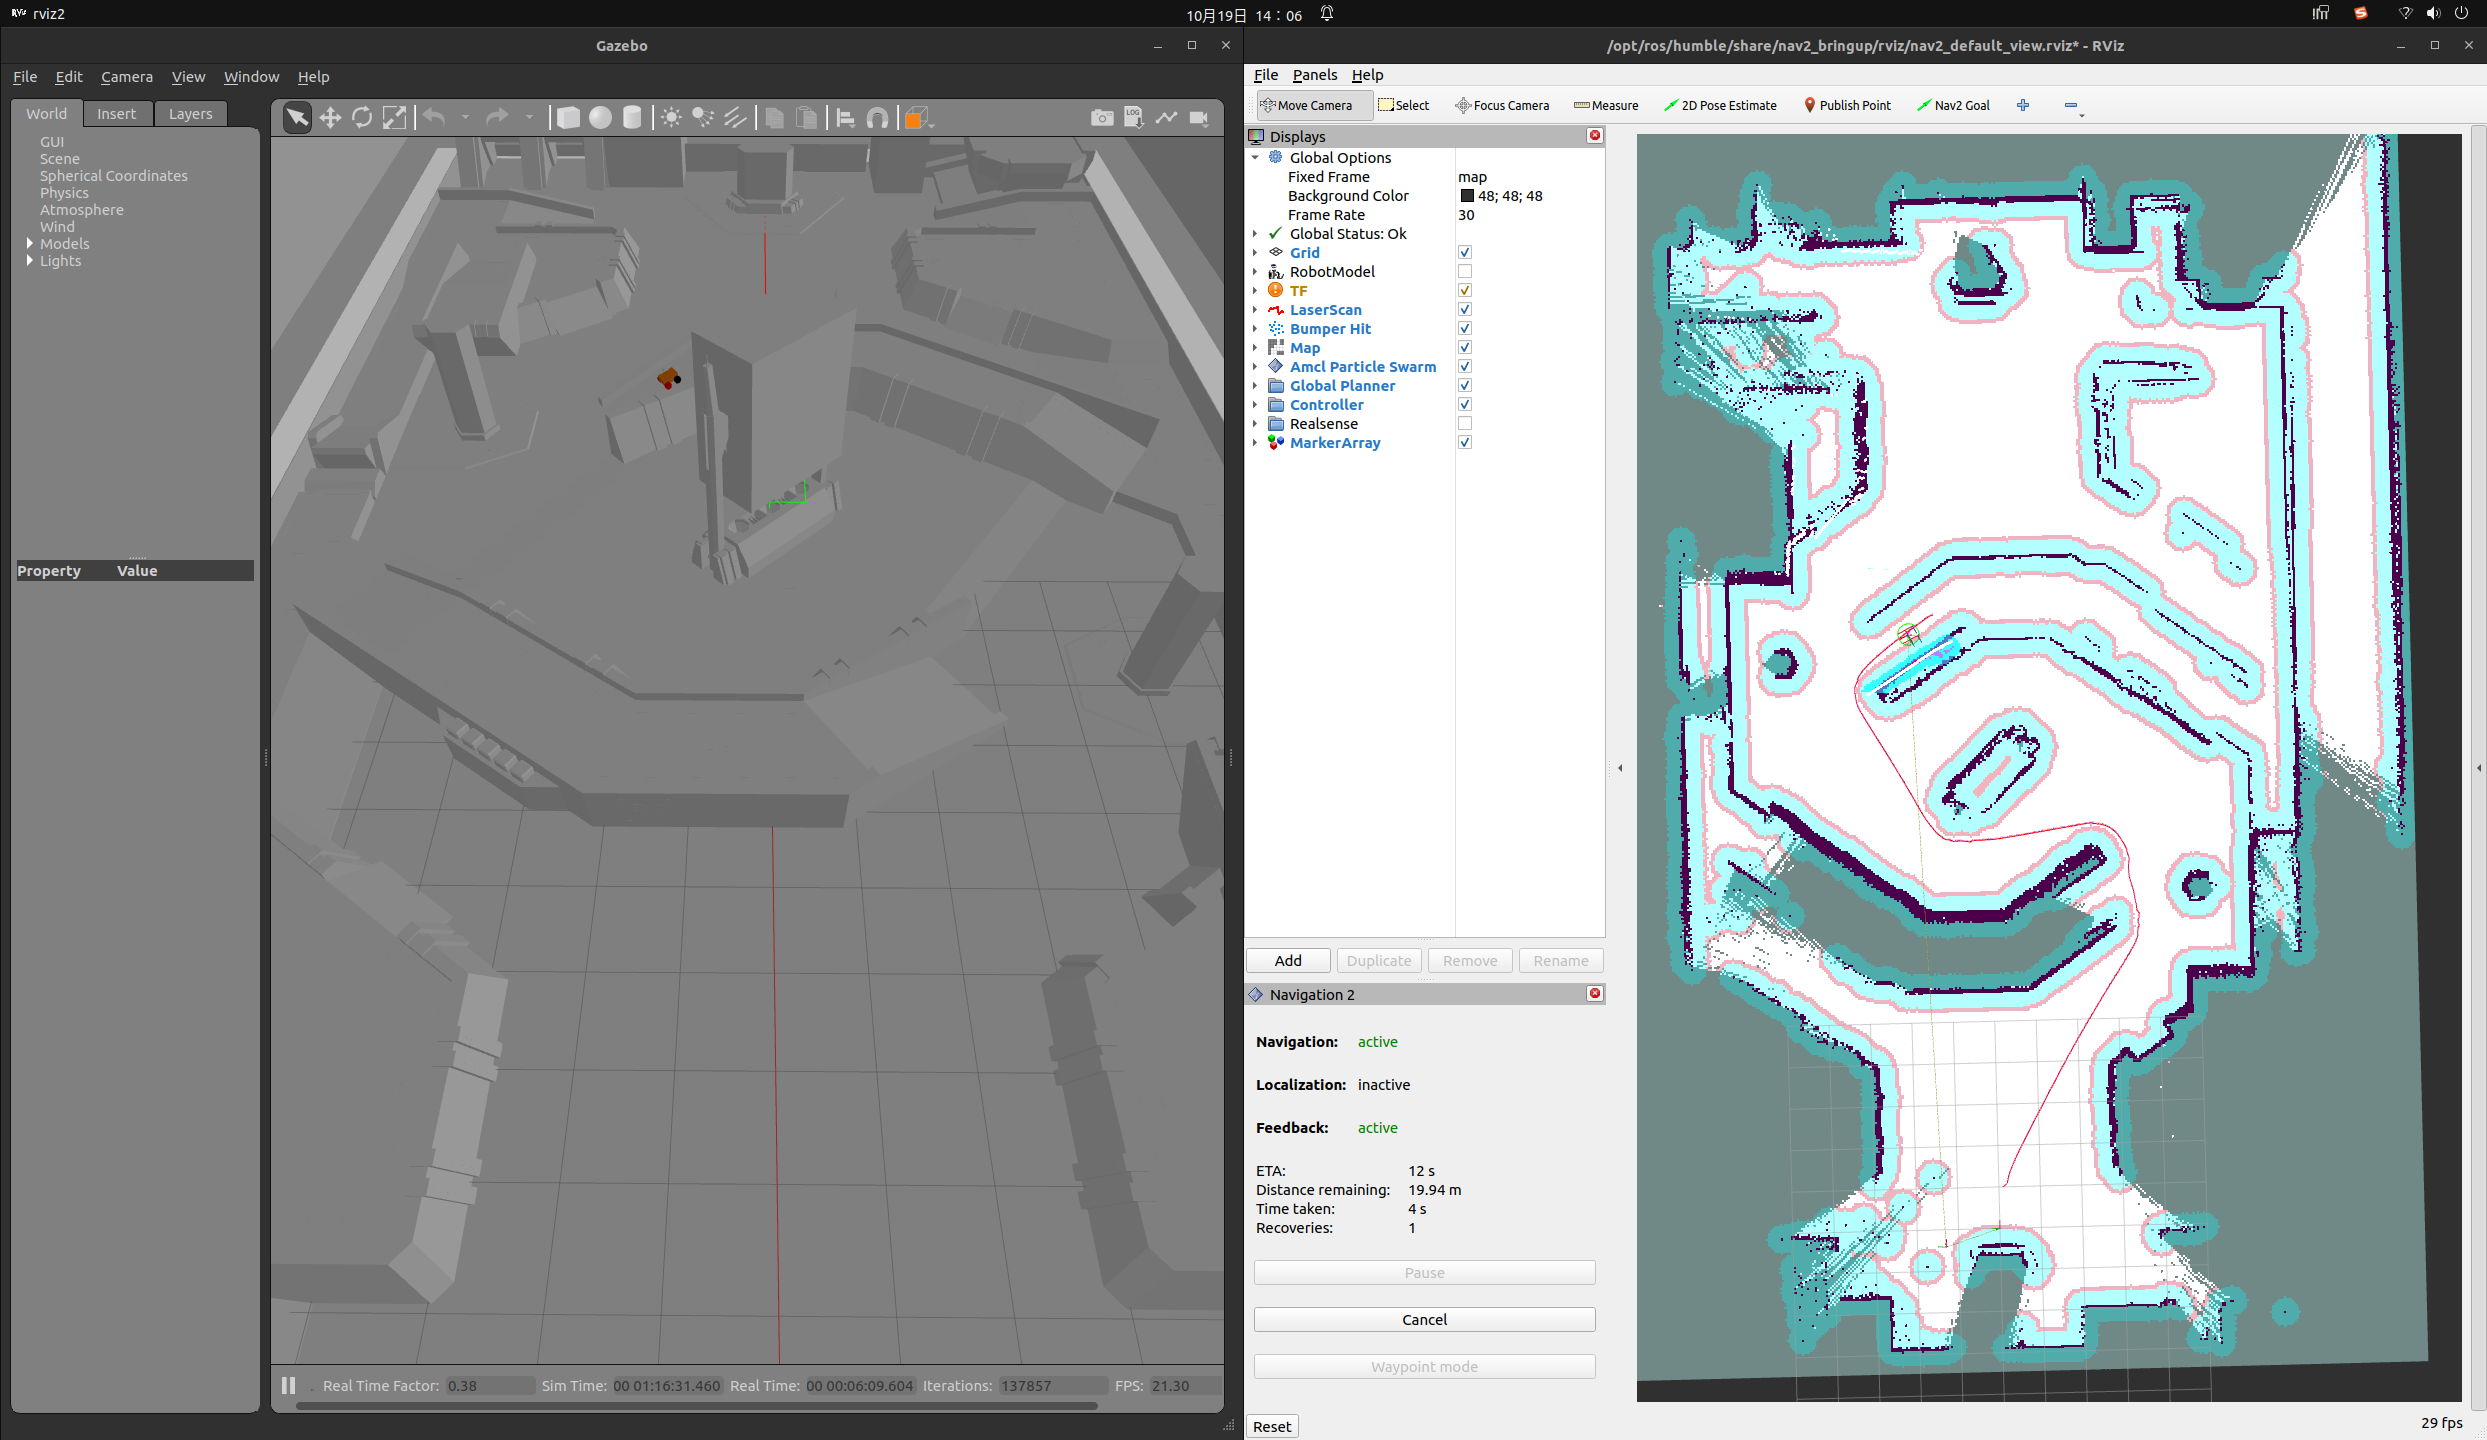 rviz2
10月19日 14：06
Gazebo
File Edit Camera View Window Help
World Insert Layers
GUI
Scene
Spherical Coordinates
Physics
Atmosphere
Wind
Models
Lights
Property Value
LOG
Real Time Factor: 0.38 Sim Time: 00 01:16:31.460 Real Time: 00 00:06:09.604 Iterations: 137857 FPS: 21.30
/opt/ros/humble/share/nav2_bringup/rviz/nav2_default_view.rviz* - RViz
File Panels Help
Move Camera Select Focus Camera Measure 2D Pose Estimate Publish Point Nav2 Goal
Displays
Global Options
Fixed Frame map
Background Color 48; 48; 48
Frame Rate 30
Global Status: Ok
Grid
RobotModel
TF
LaserScan
Bumper Hit
Map
Amcl Particle Swarm
Global Planner
Controller
Realsense
MarkerArray
Add Duplicate Remove Rename
Navigation 2
Navigation: active
Localization: inactive
Feedback: active
ETA: 12 s
Distance remaining: 19.94 m
Time taken: 4 s
Recoveries: 1
Pause
Cancel
Waypoint mode
Reset
29 fps